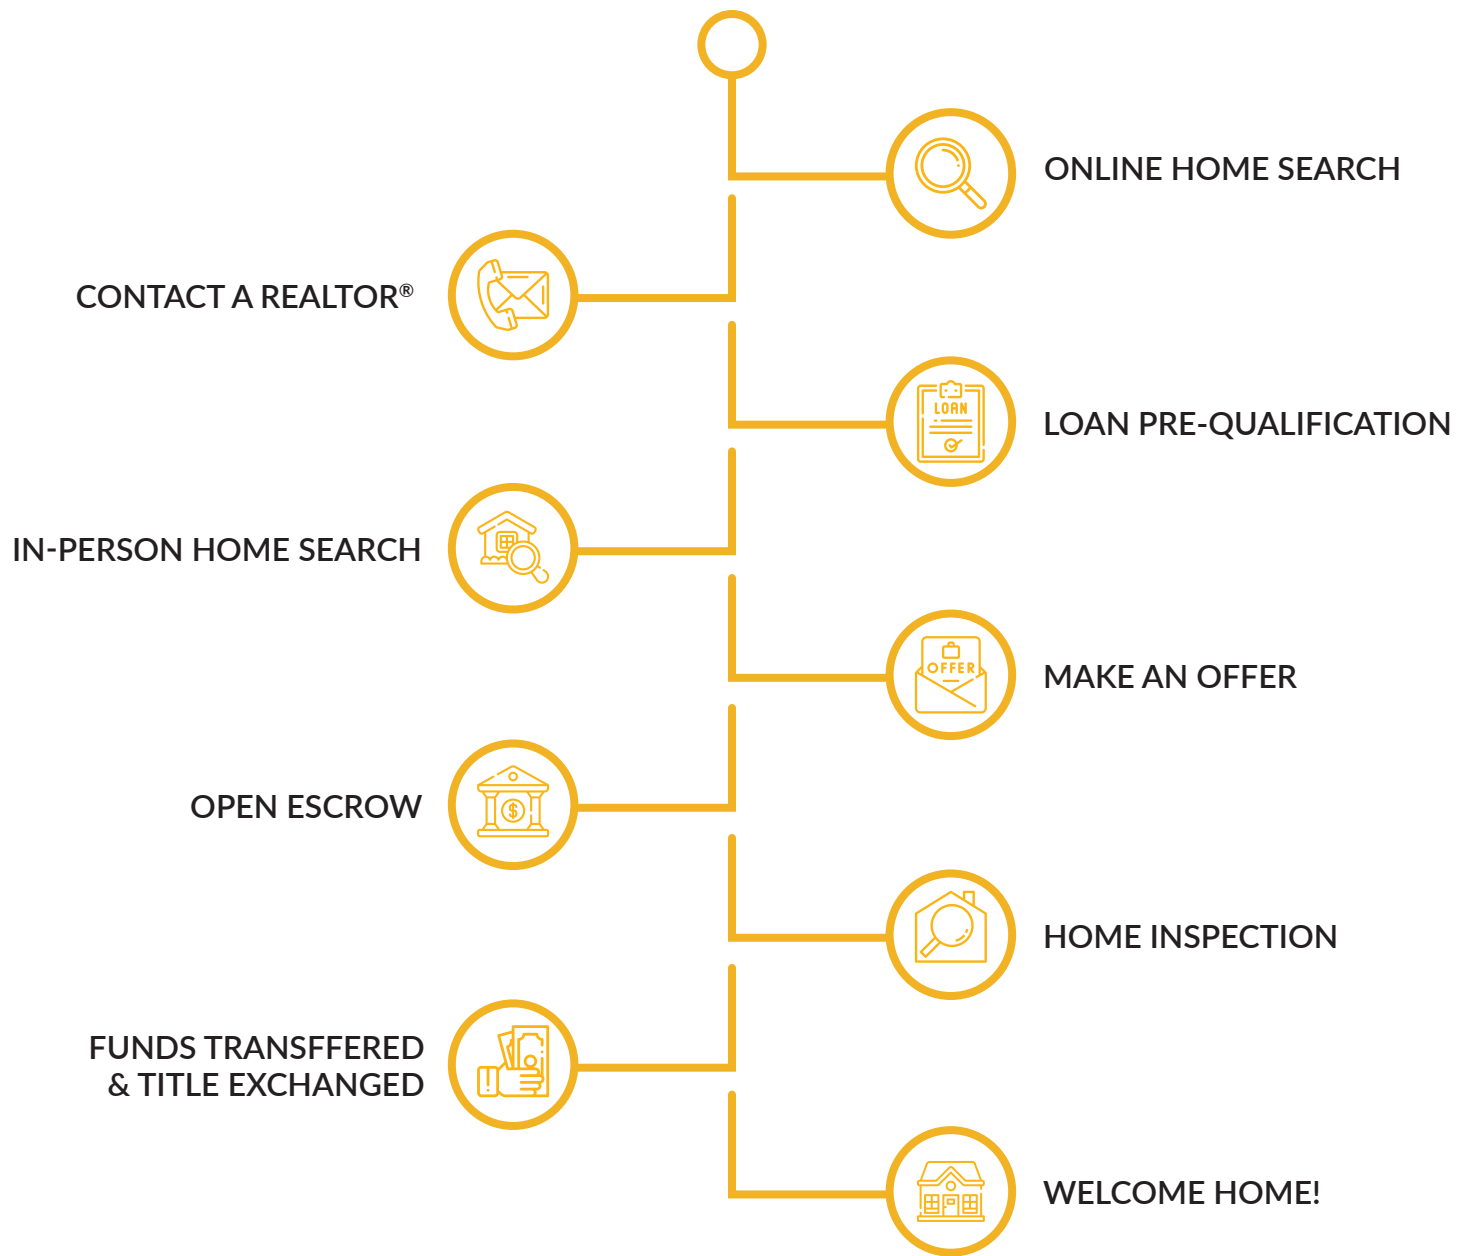 ONLINE HOME SEARCH
CONTACT A REALTOR®
LOAN
LOAN PRE-QUALIFICATION
IN-PERSON HOME SEARCH
OFFER
MAKE AN OFFER
OPEN ESCROW
$
HOME INSPECTION
FUNDS TRANSFFERED
& TITLE EXCHANGED
WELCOME HOME!